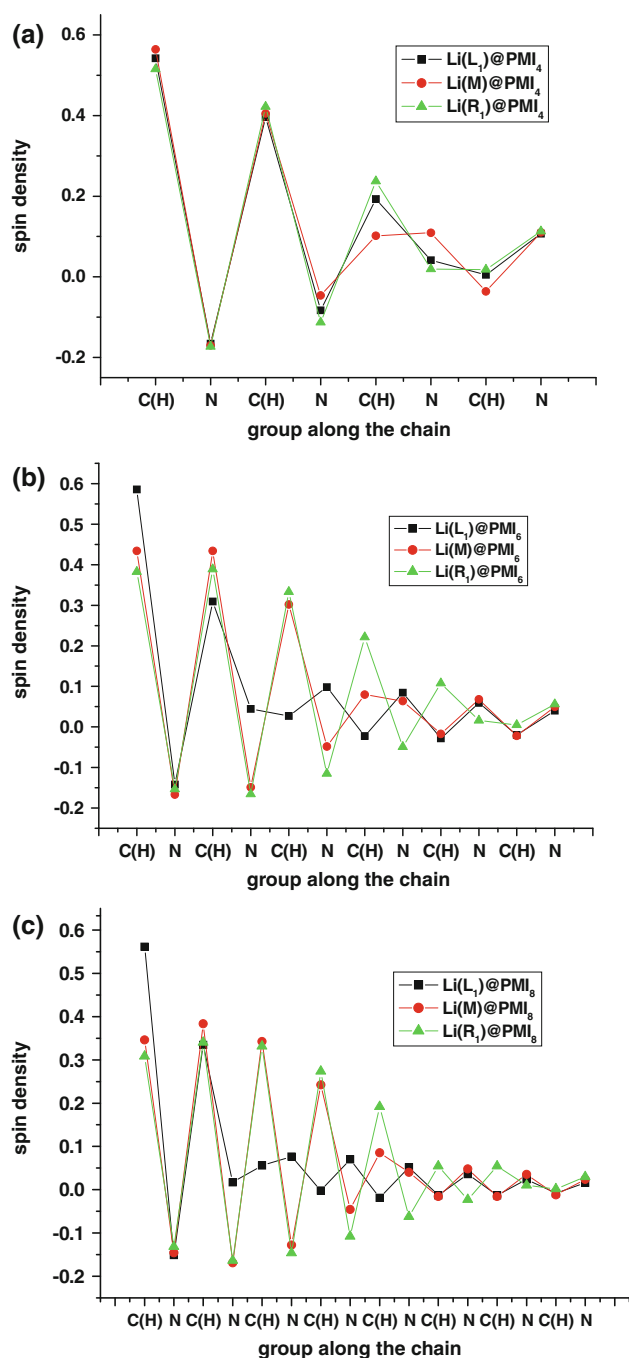 (a)
0.6
0.4
0.2
0.0
-0.2
spin density
Li(L₁)@PMI₄
Li(M)@PMI₄
Li(R₁)@PMI₄
C(H) N C(H) N C(H) N C(H) N
group along the chain
(b)
0.6
0.5
0.4
0.3
0.2
0.1
0.0
-0.1
-0.2
spin density
Li(L₁)@PMI₆
Li(M)@PMI₆
Li(R₁)@PMI₆
C(H) N C(H) N C(H) N C(H) N C(H) N C(H) N
group along the chain
(c)
0.6
0.5
0.4
0.3
0.2
0.1
0.0
-0.1
-0.2
spin density
Li(L₁)@PMI₈
Li(M)@PMI₈
Li(R₁)@PMI₈
C(H) N C(H) N C(H) N C(H) N C(H) N C(H) N C(H) N C(H) N
group along the chain